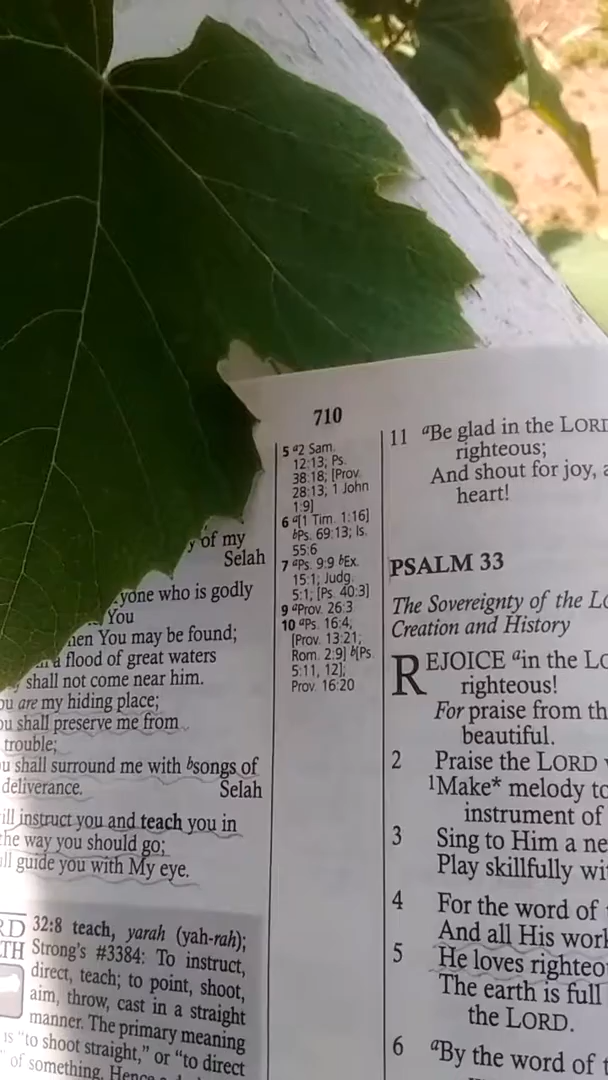 710
of my
Selah
yone who is godly
You
hen You may be found;
a flood of great waters
shall not come near him.
ou are my hiding place;
ou shall preserve me from
trouble;
u shall surround me with bsongs of
deliverance. Selah
ill instruct you and teach you in
the way you should go;
ll guide you with My eye.
RD 32:8 teach, yarah (yah-rah);
TH Strong's #3384: To instruct,
direct, teach; to point, shoot,
aim, throw, cast in a straight
manner. The primary meaning
is "to shoot straight," or "to direct
" of something. Hence
5 a2 Sam.
12:13; Ps.
38:18; [Prov.
28:13; 1 John
1:9]
6 a[1 Tim. 1:16]
bPs. 69:13; Is.
55:6
7 aPs. 9:9 bEx.
15:1; Judg.
5:1; [Ps. 40:3]
9 aProv. 26:3
10 aPs. 16:4;
[Prov. 13:21;
Rom. 2:9] b[Ps.
5:11, 12];
Prov. 16:20
11 aBe glad in the LORD
righteous;
And shout for joy, a
heart!
PSALM 33
The Sovereignty of the Lo
Creation and History
REJOICE ain the LO
righteous!
For praise from th
beautiful.
2 Praise the LORD w
1Make* melody to
instrument of
3 Sing to Him a ne
Play skillfully wi
4 For the word of t
And all His work
5 He loves righteo
The earth is full
the LORD.
6 aBy the word of t